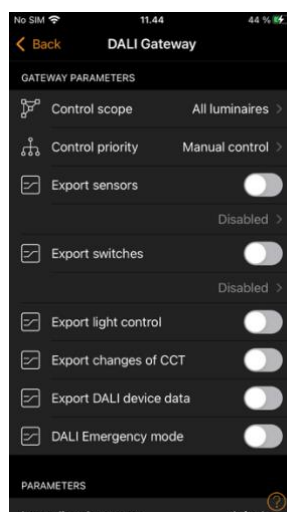 No SIM 11.44 44 %
Back DALI Gateway
GATEWAY PARAMETERS
Control scope All luminaires
Control priority Manual control
Export sensors
Disabled
Export switches
Disabled
Export light control
Export changes of CCT
Export DALI device data
DALI Emergency mode
PARAMETERS
?